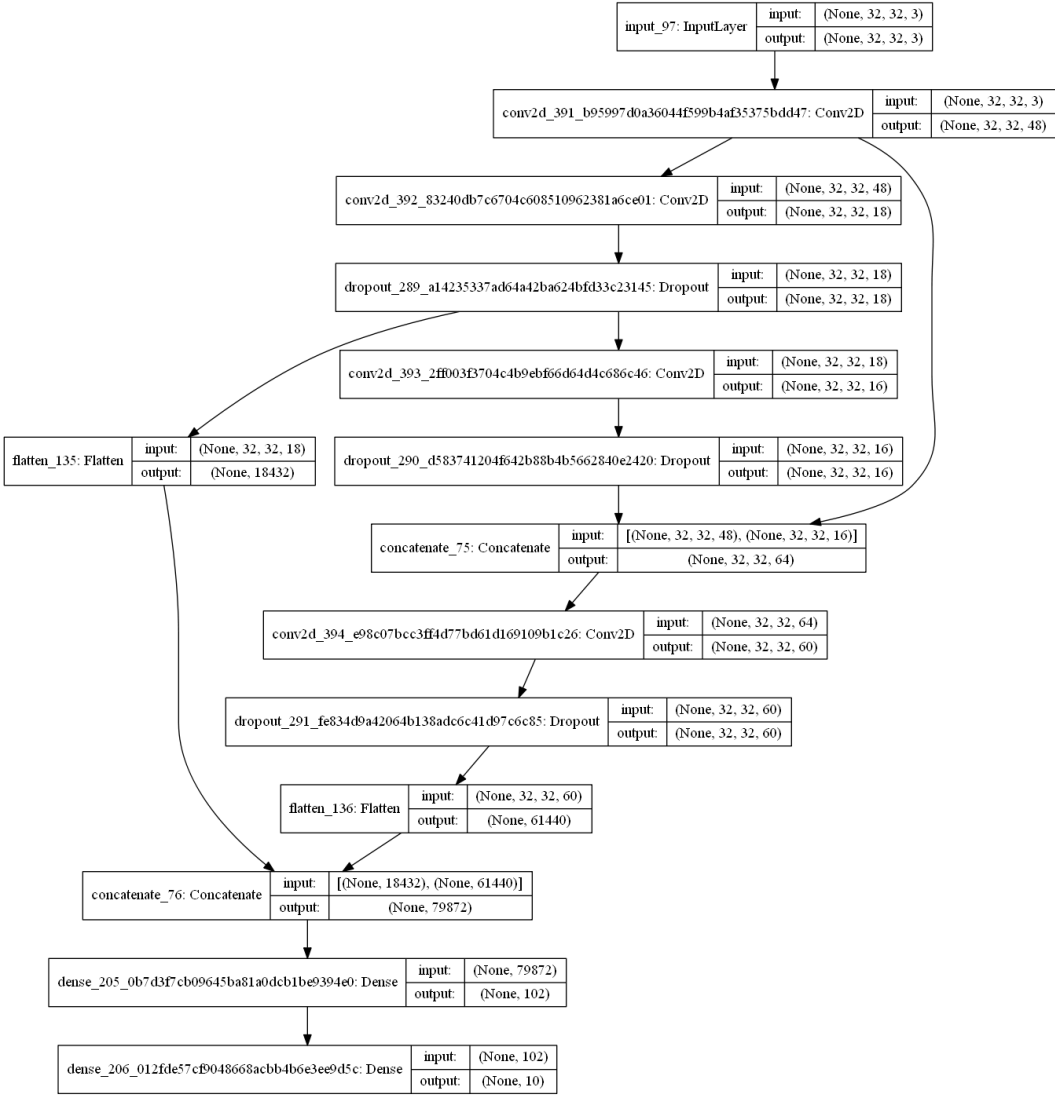 input_97: InputLayer
input: (None, 32, 32, 3)
output: (None, 32, 32, 3)
conv2d_391_b95997d0a36044f599b4af35375bdd47: Conv2D
input: (None, 32, 32, 3)
output: (None, 32, 32, 48)
conv2d_392_83240db7c6704c608510962381a6ce01: Conv2D
input: (None, 32, 32, 48)
output: (None, 32, 32, 18)
dropout_289_a14235337ad64a42ba624bfd33c23145: Dropout
input: (None, 32, 32, 18)
output: (None, 32, 32, 18)
conv2d_393_2ff003f3704c4b9ebf66d64d4c686c46: Conv2D
input: (None, 32, 32, 18)
output: (None, 32, 32, 16)
flatten_135: Flatten
input: (None, 32, 32, 18)
output: (None, 18432)
dropout_290_d583741204f642b88b4b5662840e2420: Dropout
input: (None, 32, 32, 16)
output: (None, 32, 32, 16)
concatenate_75: Concatenate
input: [(None, 32, 32, 48), (None, 32, 32, 16)]
output: (None, 32, 32, 64)
conv2d_394_e98c07bcc3ff4d77bd61d169109b1c26: Conv2D
input: (None, 32, 32, 64)
output: (None, 32, 32, 60)
dropout_291_fe834d9a42064b138adc6c41d97c6c85: Dropout
input: (None, 32, 32, 60)
output: (None, 32, 32, 60)
flatten_136: Flatten
input: (None, 32, 32, 60)
output: (None, 61440)
concatenate_76: Concatenate
input: [(None, 18432), (None, 61440)]
output: (None, 79872)
dense_205_0b7d3f7cb09645ba81a0dcb1be9394e0: Dense
input: (None, 79872)
output: (None, 102)
dense_206_012fde57cf9048668acbb4b6e3ee9d5c: Dense
input: (None, 102)
output: (None, 10)